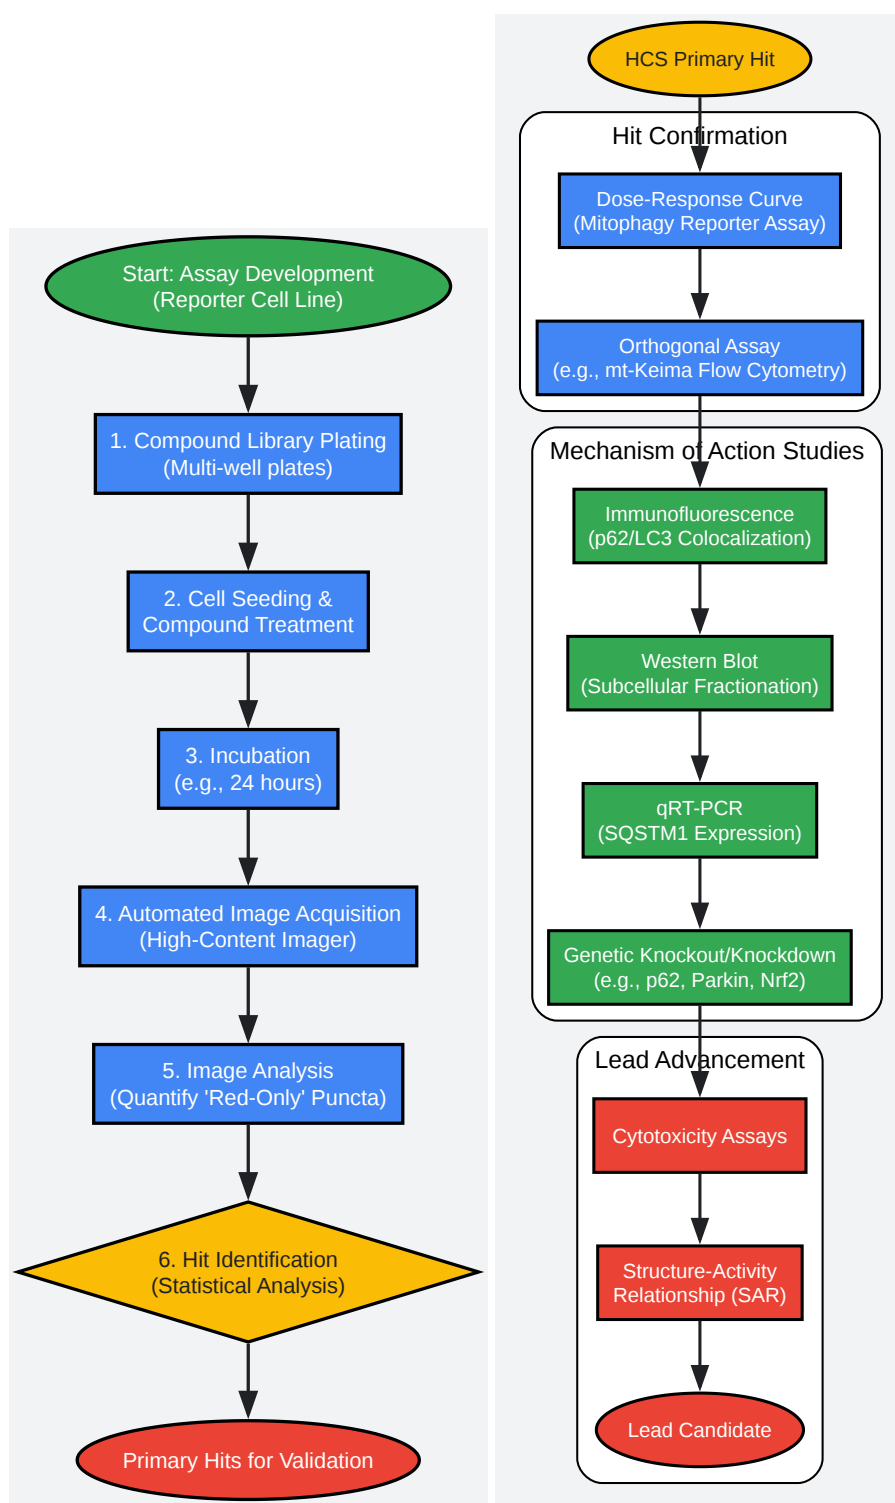 Start: Assay Development
(Reporter Cell Line)
1. Compound Library Plating
(Multi-well plates)
2. Cell Seeding &
Compound Treatment
3. Incubation
(e.g., 24 hours)
4. Automated Image Acquisition
(High-Content Imager)
5. Image Analysis
(Quantify 'Red-Only' Puncta)
6. Hit Identification
(Statistical Analysis)
Primary Hits for Validation
HCS Primary Hit
Hit Confirmation
Dose-Response Curve
(Mitophagy Reporter Assay)
Orthogonal Assay
(e.g., mt-Keima Flow Cytometry)
Mechanism of Action Studies
Immunofluorescence
(p62/LC3 Colocalization)
Western Blot
(Subcellular Fractionation)
qRT-PCR
(SQSTM1 Expression)
Genetic Knockout/Knockdown
(e.g., p62, Parkin, Nrf2)
Lead Advancement
Cytotoxicity Assays
Structure-Activity
Relationship (SAR)
Lead Candidate